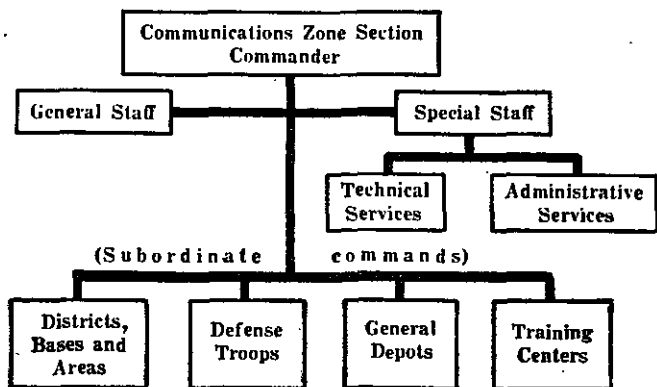 Communications Zone Section
Commander
General Staff
Special Staff
Technical
Services
Administrative
Services
(Subordinate commands)
Districts,
Bases and
Areas
Defense
Troops
General
Depots
Training
Centers